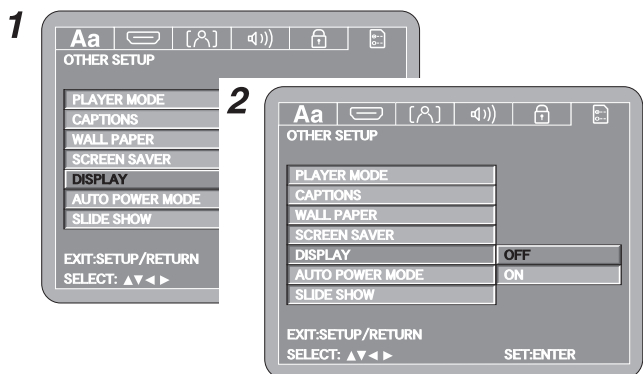 1
Aa
OTHER SETUP
PLAYER MODE
CAPTIONS
WALL PAPER
SCREEN SAVER
DISPLAY
AUTO POWER MODE
SLIDE SHOW
EXIT:SETUP/RETURN
SELECT: ▲▼◄ ►
2
Aa
OTHER SETUP
PLAYER MODE
CAPTIONS
WALL PAPER
SCREEN SAVER
DISPLAY OFF
AUTO POWER MODE ON
SLIDE SHOW
EXIT:SETUP/RETURN
SELECT: ▲▼◄ ► SET:ENTER